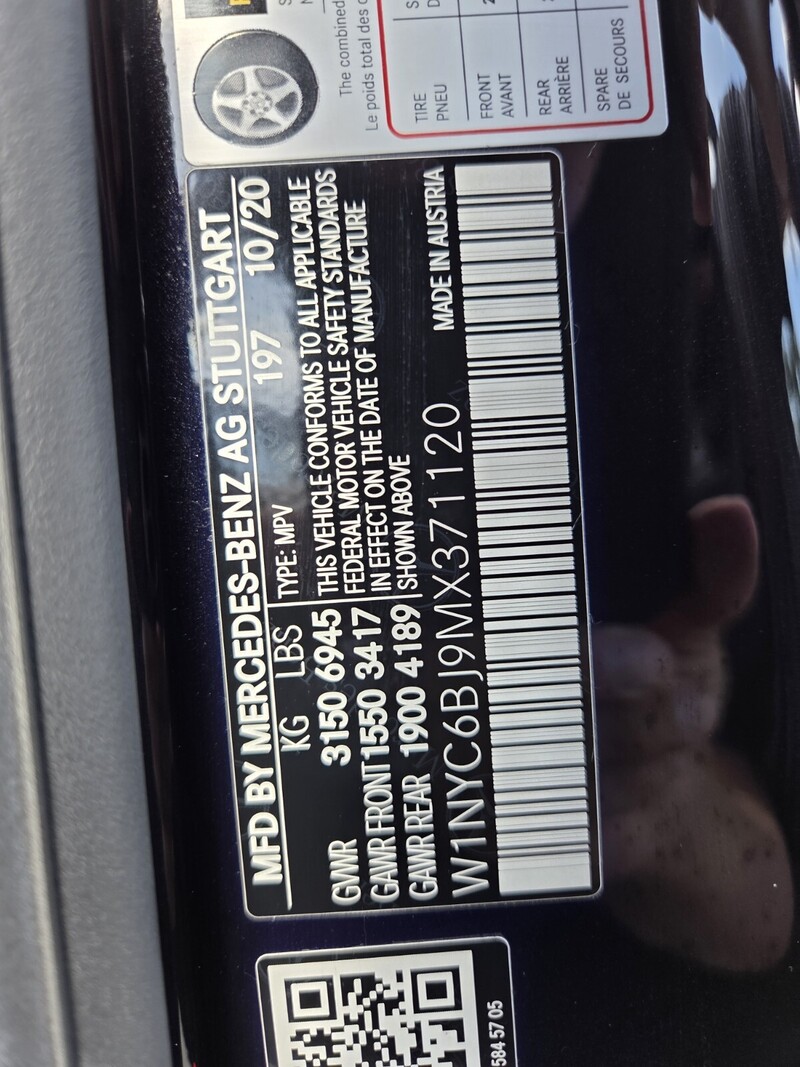 MFD BY MERCEDES-BENZ AG STUTTGART
KG LBS 197 10/20
TYPE: MPV
GVWR 3150 6945
GAWR FRONT 1550 3417
GAWR REAR 1900 4189
THIS VEHICLE CONFORMS TO ALL APPLICABLE
FEDERAL MOTOR VEHICLE SAFETY STANDARDS
IN EFFECT ON THE DATE OF MANUFACTURE
SHOWN ABOVE
MADE IN AUSTRIA
W1NYC6BJ9MX371120
The combined
Le poids total des
TIRE
PNEU
FRONT
AVANT
REAR
ARRIÈRE
SPARE
DE SECOURS
584 57 05